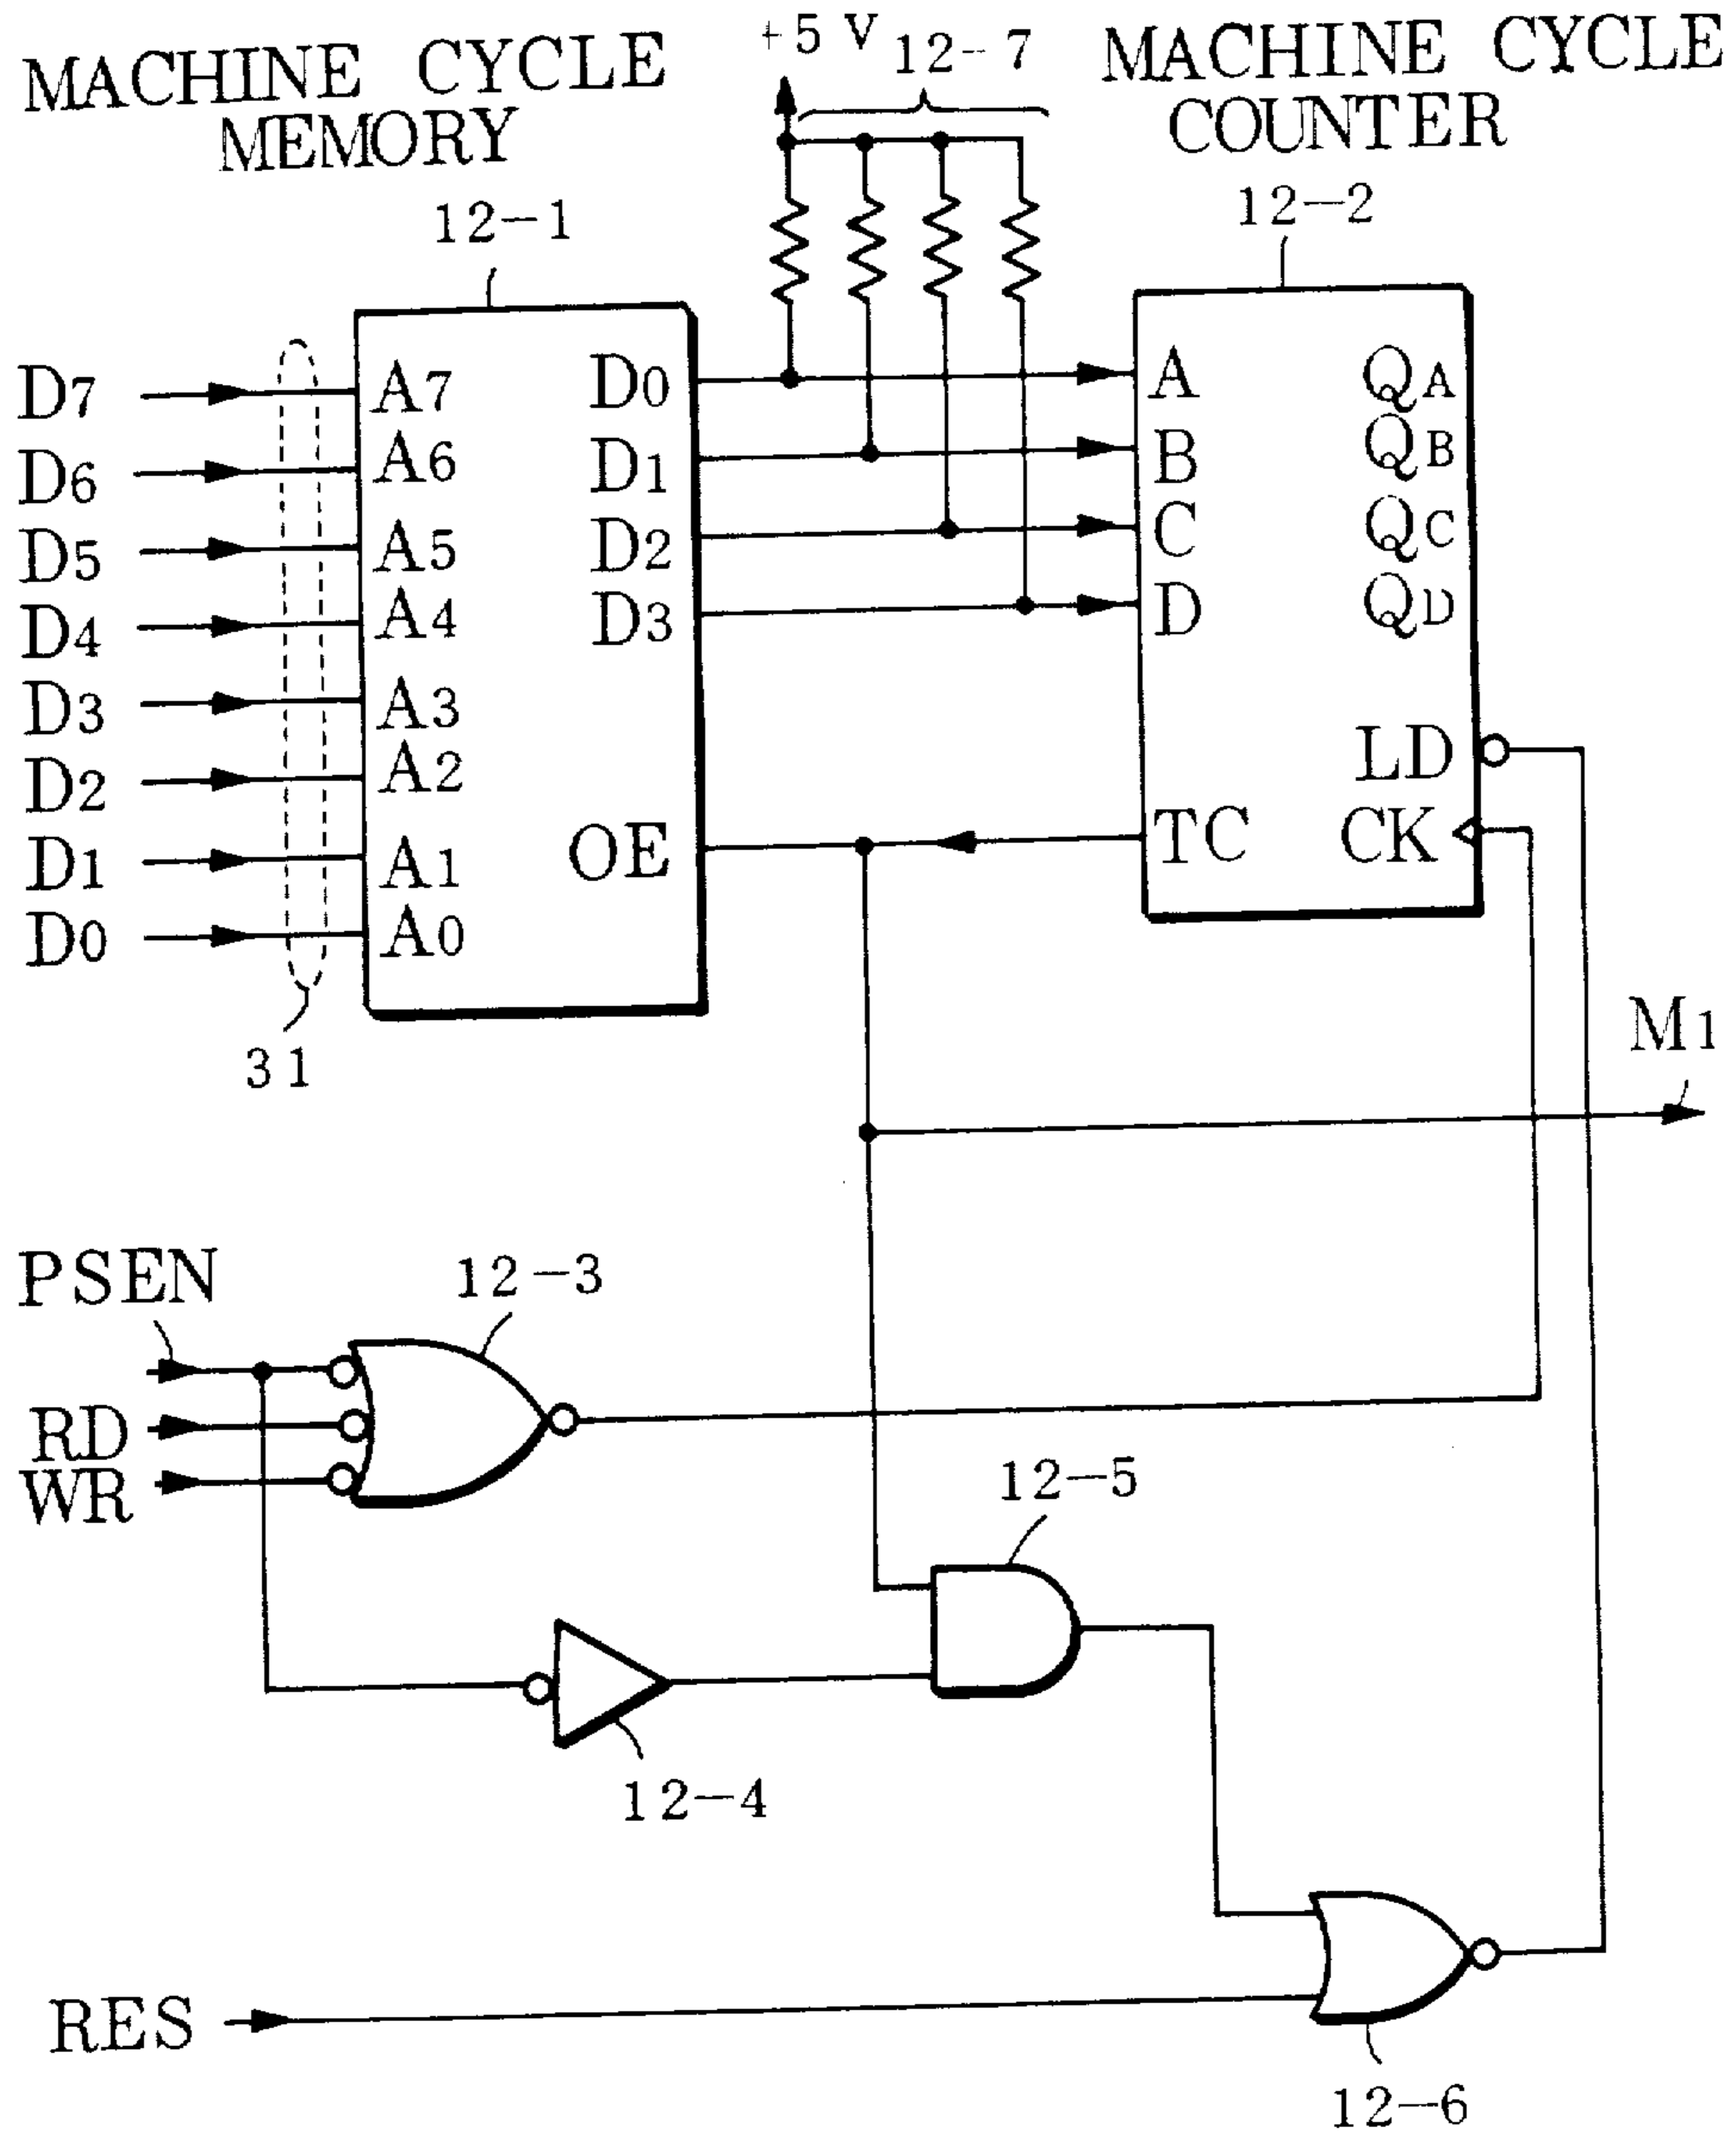 MACHINE CYCLE
MEMORY
12-1
+5 V
12-7
MACHINE CYCLE
COUNTER
12-2
D7
D6
D5
D4
D3
D2
D1
D0
A7
A6
A5
A4
A3
A2
A1
A0
D0
D1
D2
D3
OE
31
A
B
C
D
TC
QA
QB
QC
QD
LD
CK
M1
PSEN
RD
WR
12-3
12-4
12-5
RES
12-6